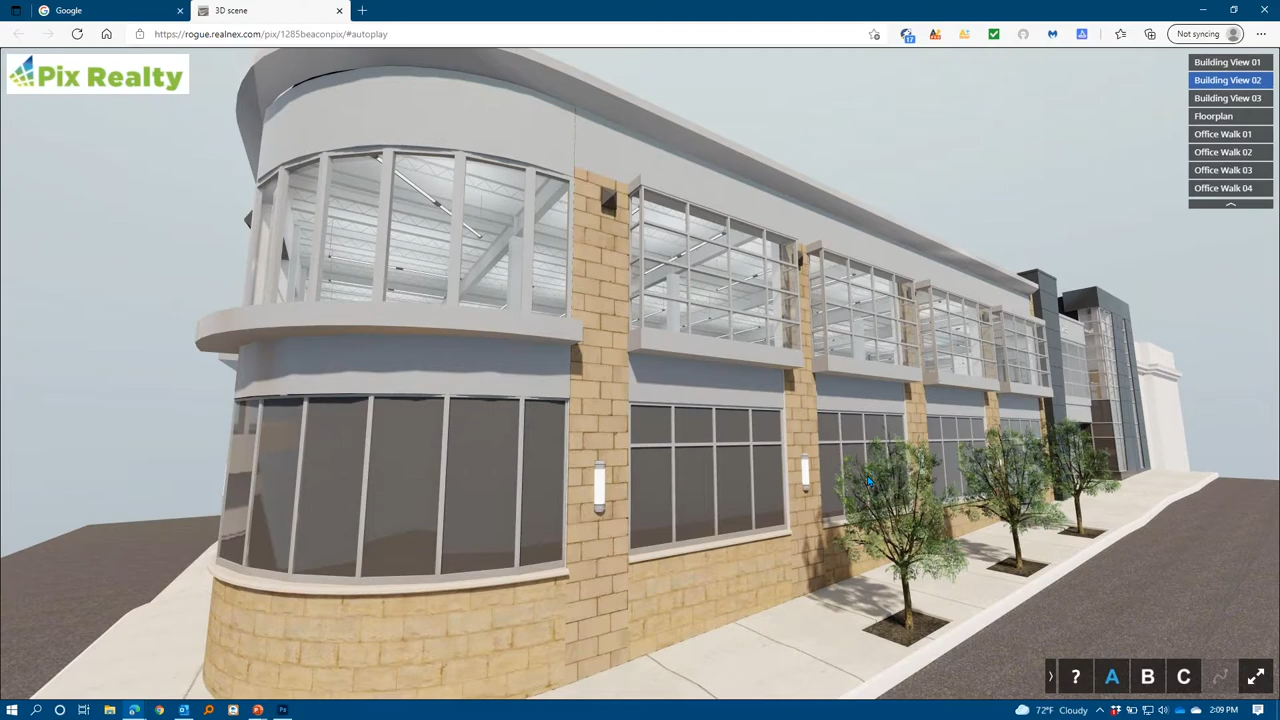 Google
3D scene
https://rogue.realnex.com/pix/1285beaconpix/#autoplay
17
Not syncing
Pix Realty
Building View 01
Building View 02
Building View 03
Floorplan
Office Walk 01
Office Walk 02
Office Walk 03
Office Walk 04
? A B C
72°F Cloudy
2:09 PM